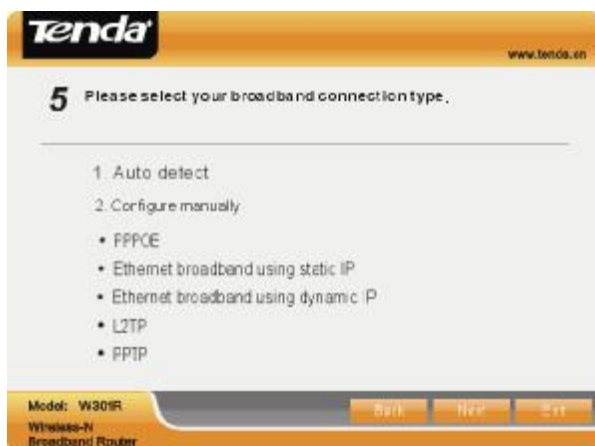 Tenda
www.tenda.cn
5 Please select your broadband connection type.
1. Auto detect
2. Configure manually
• PPPOE
• Ethernet broadband using static IP
• Ethernet broadband using dynamic IP
• L2TP
• PPTP
Model: W301R
Back Next Exit
Wireless-N
Broadband Router